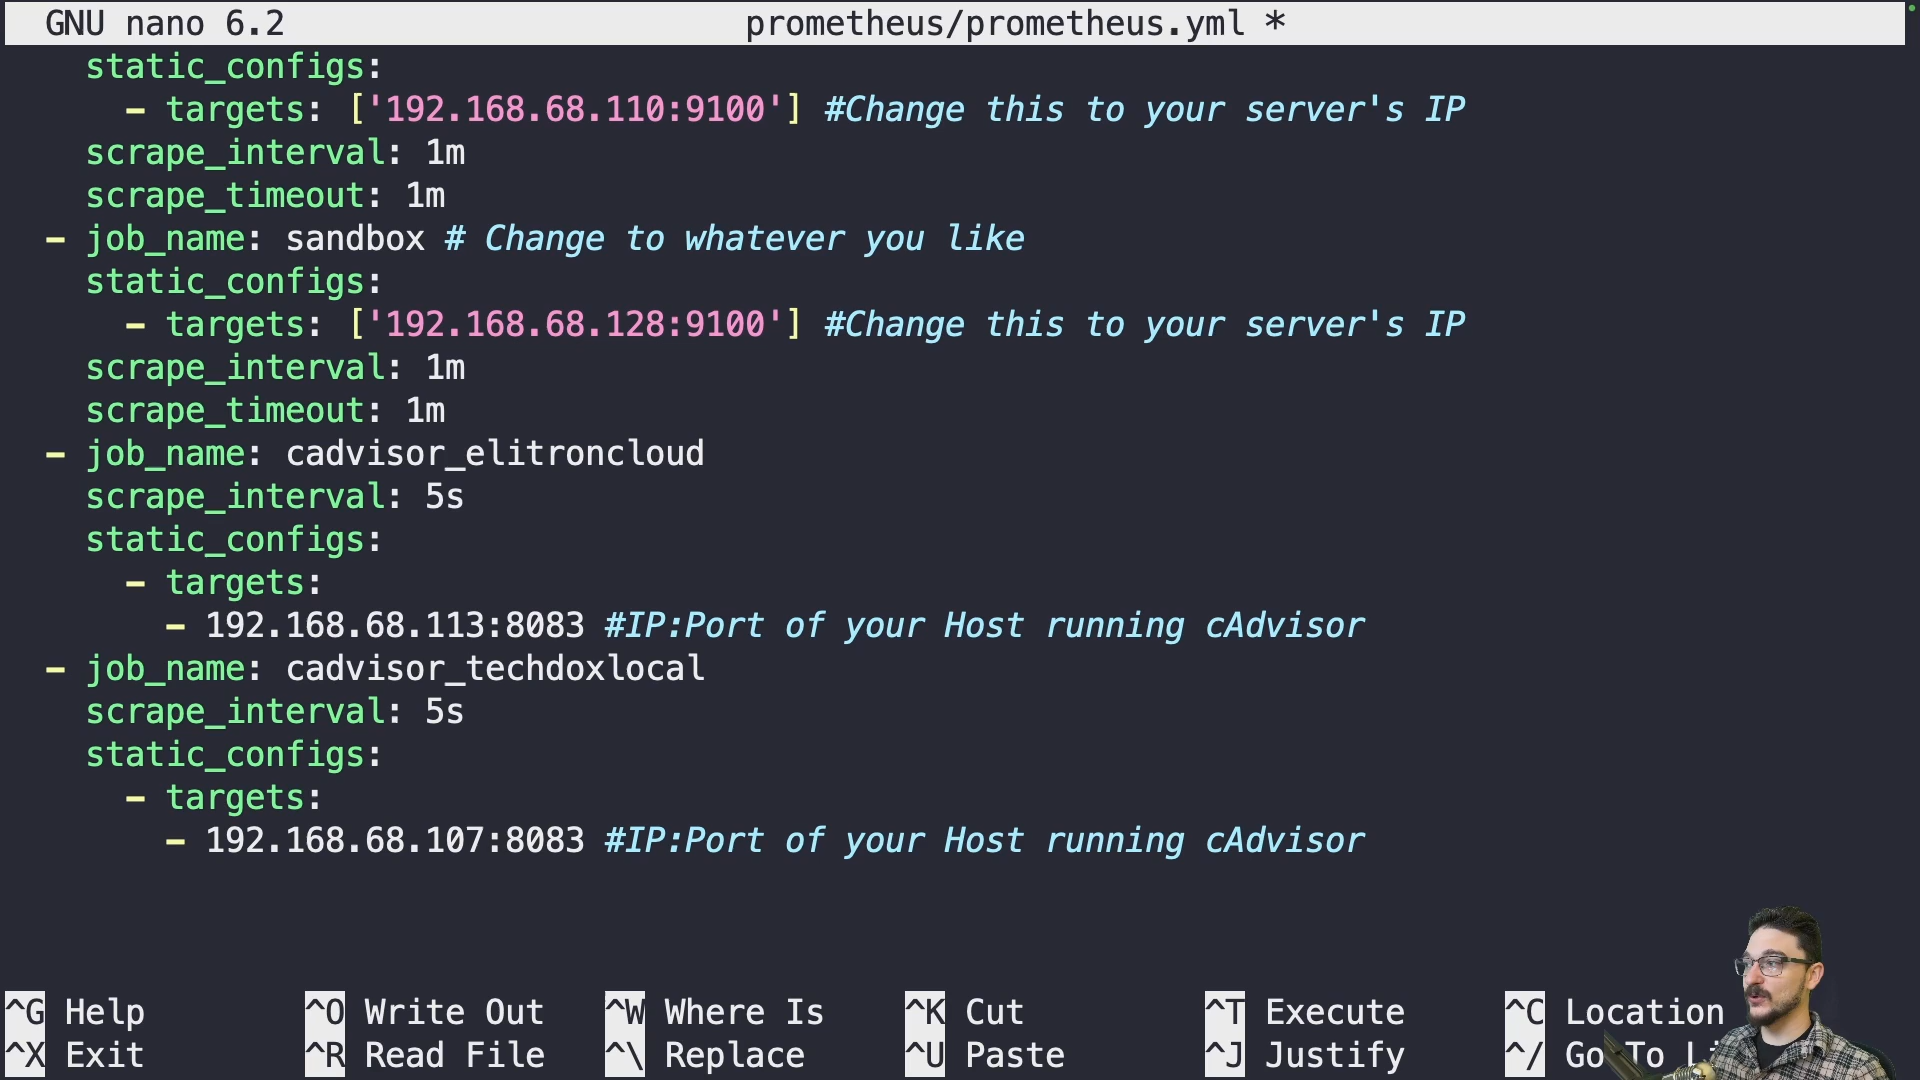 GNU nano 6.2 prometheus/prometheus.yml *
static_configs:
- targets: ['192.168.68.110:9100'] #Change this to your server's IP
scrape_interval: 1m
scrape_timeout: 1m
- job_name: sandbox # Change to whatever you like
static_configs:
- targets: ['192.168.68.128:9100'] #Change this to your server's IP
scrape_interval: 1m
scrape_timeout: 1m
- job_name: cadvisor_elitroncloud
scrape_interval: 5s
static_configs:
- targets:
- 192.168.68.113:8083 #IP:Port of your Host running cAdvisor
- job_name: cadvisor_techdoxlocal
scrape_interval: 5s
static_configs:
- targets:
- 192.168.68.107:8083 #IP:Port of your Host running cAdvisor
^G Help ^O Write Out ^W Where Is ^K Cut ^T Execute ^C Location
^X Exit ^R Read File ^\ Replace ^U Paste ^J Justify ^/ Go To